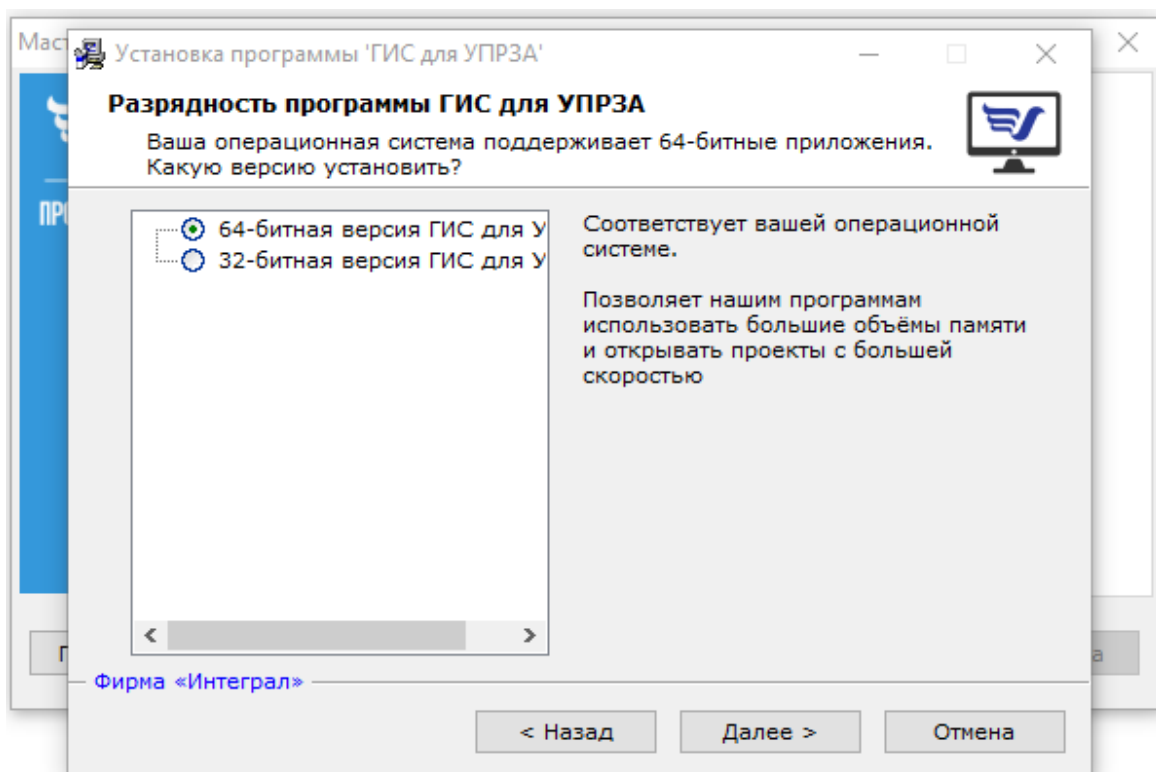 Установка программы 'ГИС для УПРЗА'
Разрядность программы ГИС для УПРЗА
Ваша операционная система поддерживает 64-битные приложения.
Какую версию установить?
64-битная версия ГИС для У
32-битная версия ГИС для У
Соответствует вашей операционной
системе.
Позволяет нашим программам
использовать большие объёмы памяти
и открывать проекты с большей
скоростью
Фирма «Интеграл»
< Назад
Далее >
Отмена